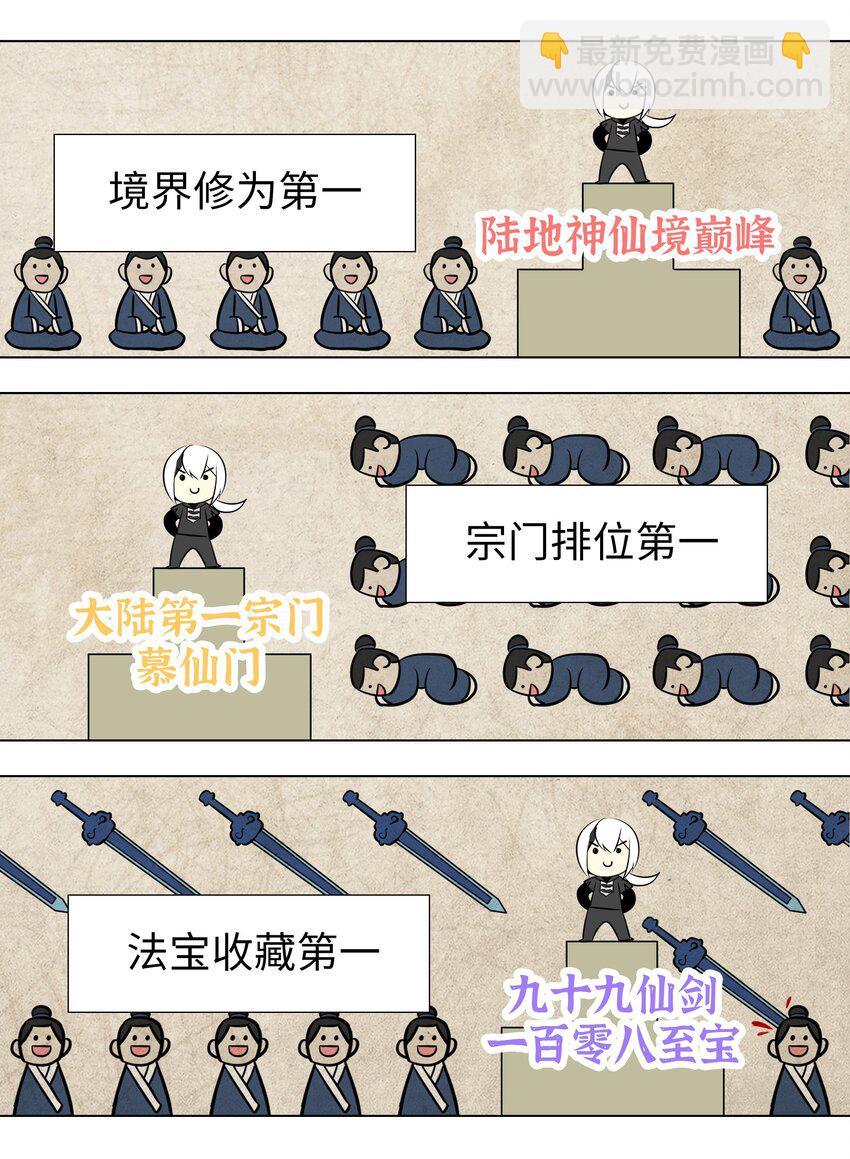 👇最新免费漫画👇
www.baozimh.com
境界修为第一
陆地神仙境巅峰
宗门排位第一
大陆第一宗门
慕仙门
法宝收藏第一
九十九仙剑
一百零八至宝